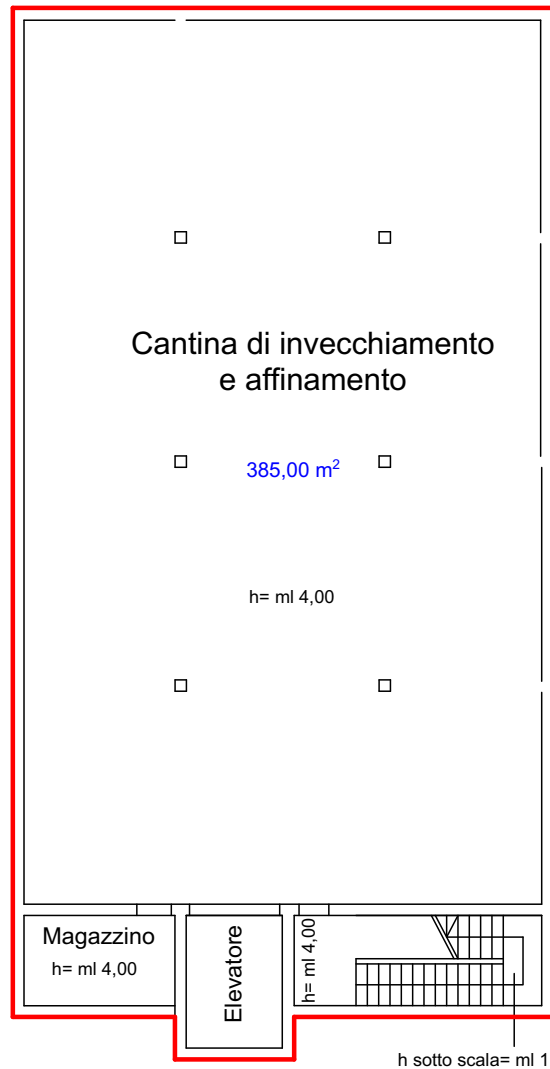 Cantina di invecchiamento
e affinamento
385,00 m²
h= ml 4,00
Magazzino
h= ml 4,00
Elevatore
h= ml 4,00
h sotto scala= ml 1